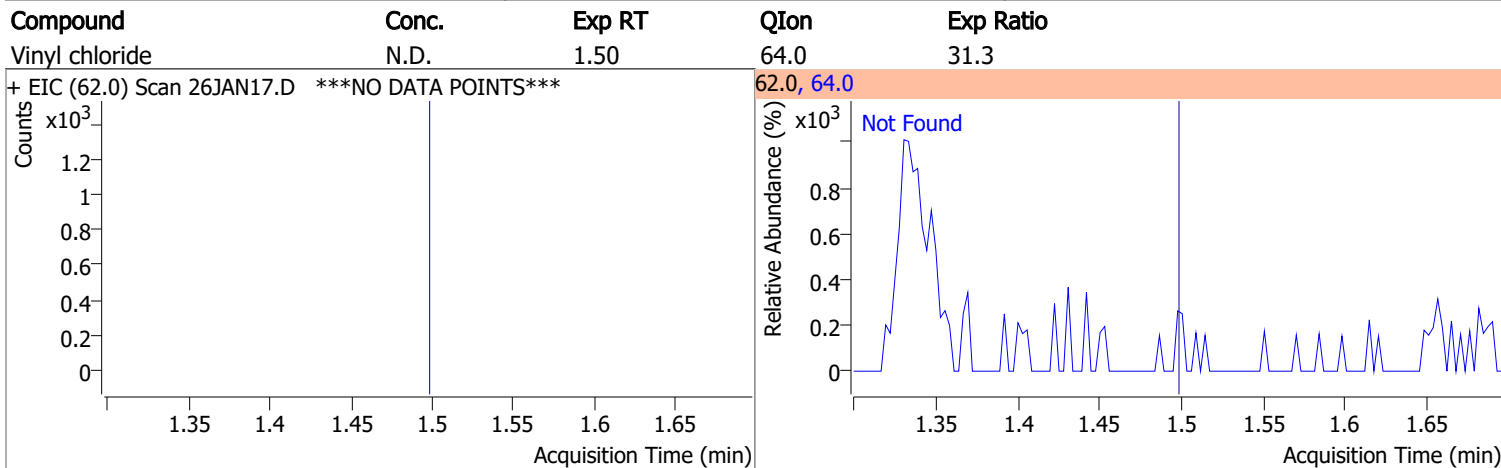 Compound Conc. Exp RT QIon Exp Ratio
Vinyl chloride N.D. 1.50 64.0 31.3
+ EIC (62.0) Scan 26JAN17.D ***NO DATA POINTS***
Counts
x10³
1.2
1
0.8
0.6
0.4
0.2
0
1.35 1.4 1.45 1.5 1.55 1.6 1.65
Acquisition Time (min)
62.0, 64.0
Relative Abundance (%)
x10³
Not Found
0.8
0.6
0.4
0.2
0
1.35 1.4 1.45 1.5 1.55 1.6 1.65
Acquisition Time (min)